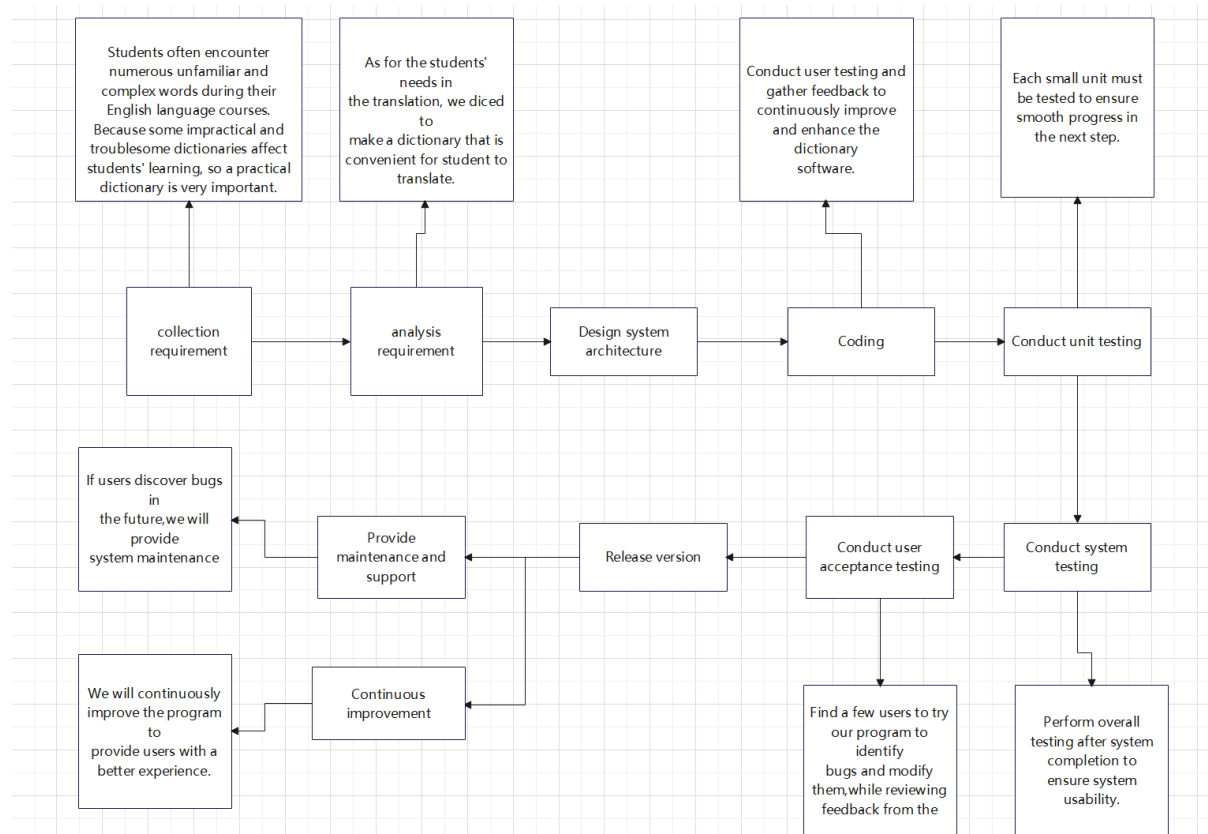 Students often encounter
numerous unfamiliar and
complex words during their
English language courses.
Because some impractical and
troublesome dictionaries affect
students' learning, so a practical
dictionary is very important.
As for the students'
needs in
the translation, we diced
to
make a dictionary that is
convenient for student to
translate.
Conduct user testing and
gather feedback to
continuously improve
and enhance the
dictionary
software.
Each small unit must
be tested to ensure
smooth progress in
the next step.
collection
requirement
analysis
requirement
Design system
architecture
Coding
Conduct unit testing
If users discover bugs
in
the future,we will
provide
system maintenance
Provide
maintenance and
support
Release version
Conduct user
acceptance testing
Conduct system
testing
We will continuously
improve the program
to
provide users with a
better experience.
Continuous
improvement
Find a few users to try
our program to
identify
bugs and modify
them,while reviewing
feedback from the
Perform overall
testing after system
completion to
ensure system
usability.